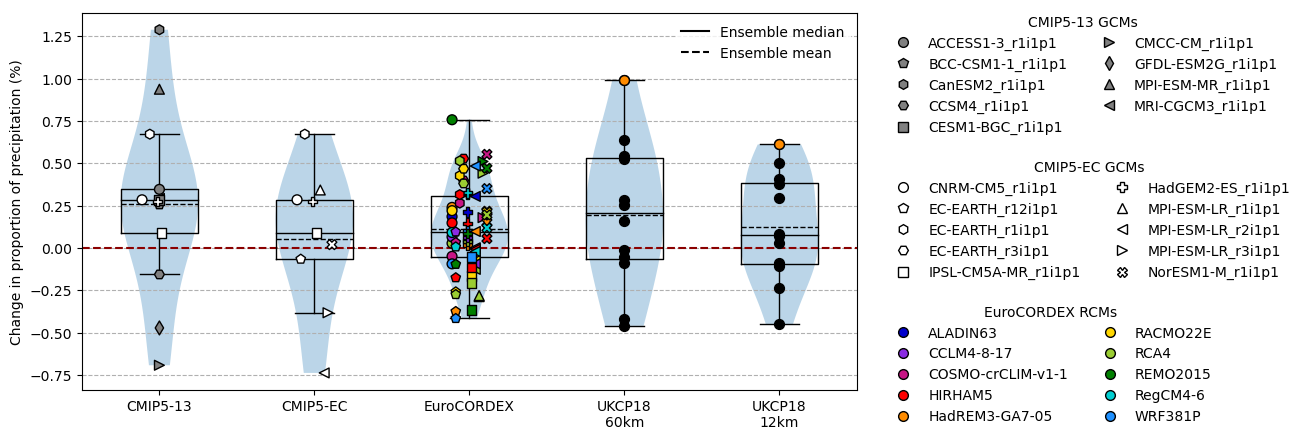 Change in proportion of precipitation (%)
1.25
1.00
0.75
0.50
0.25
0.00
−0.25
−0.50
−0.75
Ensemble median
Ensemble mean
CMIP5-13
CMIP5-EC
EuroCORDEX
UKCP18
60km
UKCP18
12km
CMIP5-13 GCMs
ACCESS1-3_r1i1p1
BCC-CSM1-1_r1i1p1
CanESM2_r1i1p1
CCSM4_r1i1p1
CESM1-BGC_r1i1p1
CMCC-CM_r1i1p1
GFDL-ESM2G_r1i1p1
MPI-ESM-MR_r1i1p1
MRI-CGCM3_r1i1p1
CMIP5-EC GCMs
CNRM-CM5_r1i1p1
EC-EARTH_r12i1p1
EC-EARTH_r1i1p1
EC-EARTH_r3i1p1
IPSL-CM5A-MR_r1i1p1
HadGEM2-ES_r1i1p1
MPI-ESM-LR_r1i1p1
MPI-ESM-LR_r2i1p1
MPI-ESM-LR_r3i1p1
NorESM1-M_r1i1p1
EuroCORDEX RCMs
ALADIN63
CCLM4-8-17
COSMO-crCLIM-v1-1
HIRHAM5
HadREM3-GA7-05
RACMO22E
RCA4
REMO2015
RegCM4-6
WRF381P